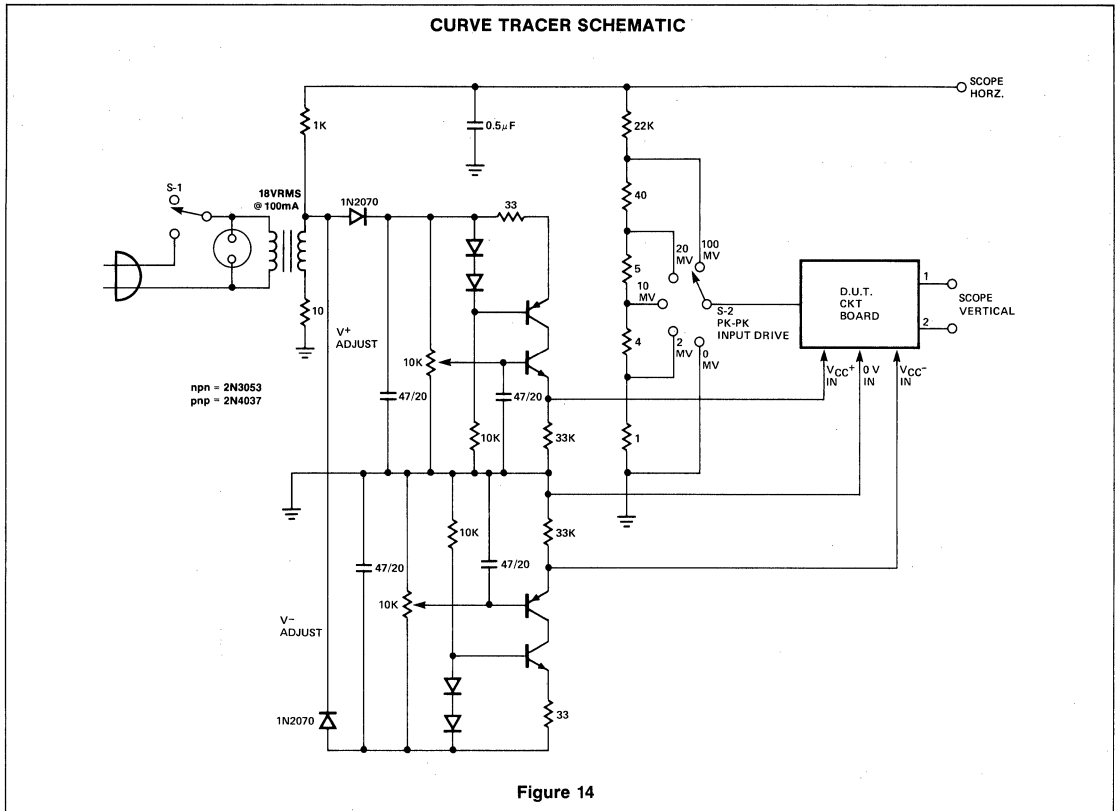 CURVE TRACER SCHEMATIC
SCOPE
HORZ.
1K
0.5μF
22K
S-1
18VRMS
@ 100mA
1N2070
33
40
20
MV
100
MV
5
10
MV
S-2
PK-PK
INPUT DRIVE
D.U.T.
CKT
BOARD
1
2
SCOPE
VERTICAL
10
V+
ADJUST
10K
4
2
MV
0
MV
VCC+
IN
0 V
IN
VCC-
IN
npn = 2N3053
pnp = 2N4037
47/20
10K
47/20
33K
1
10K
33K
47/20
47/20
10K
V-
ADJUST
1N2070
33
Figure 14